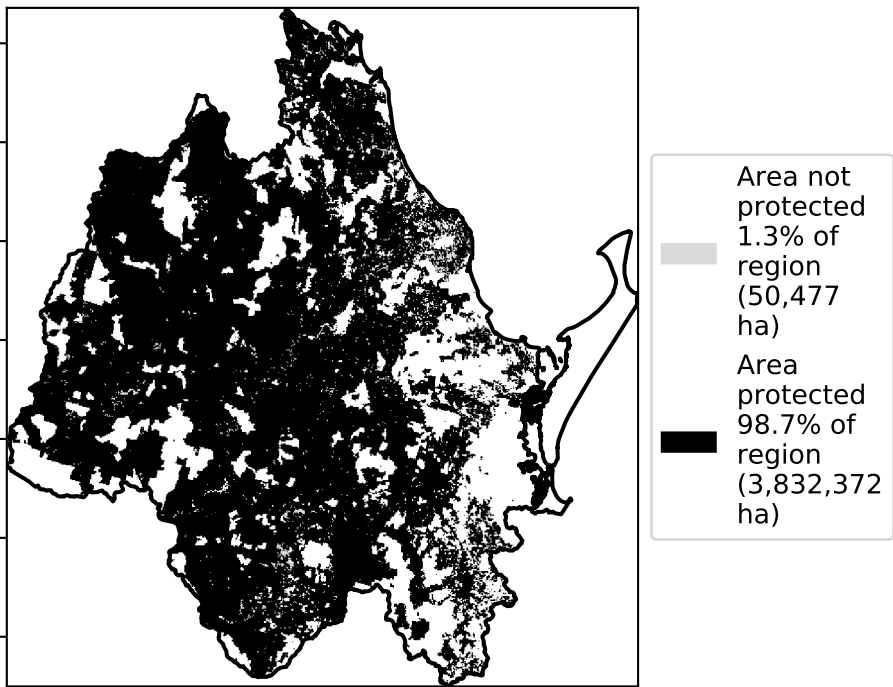 Area not
protected
1.3% of
region
(50,477
ha)
Area
protected
98.7% of
region
(3,832,372
ha)